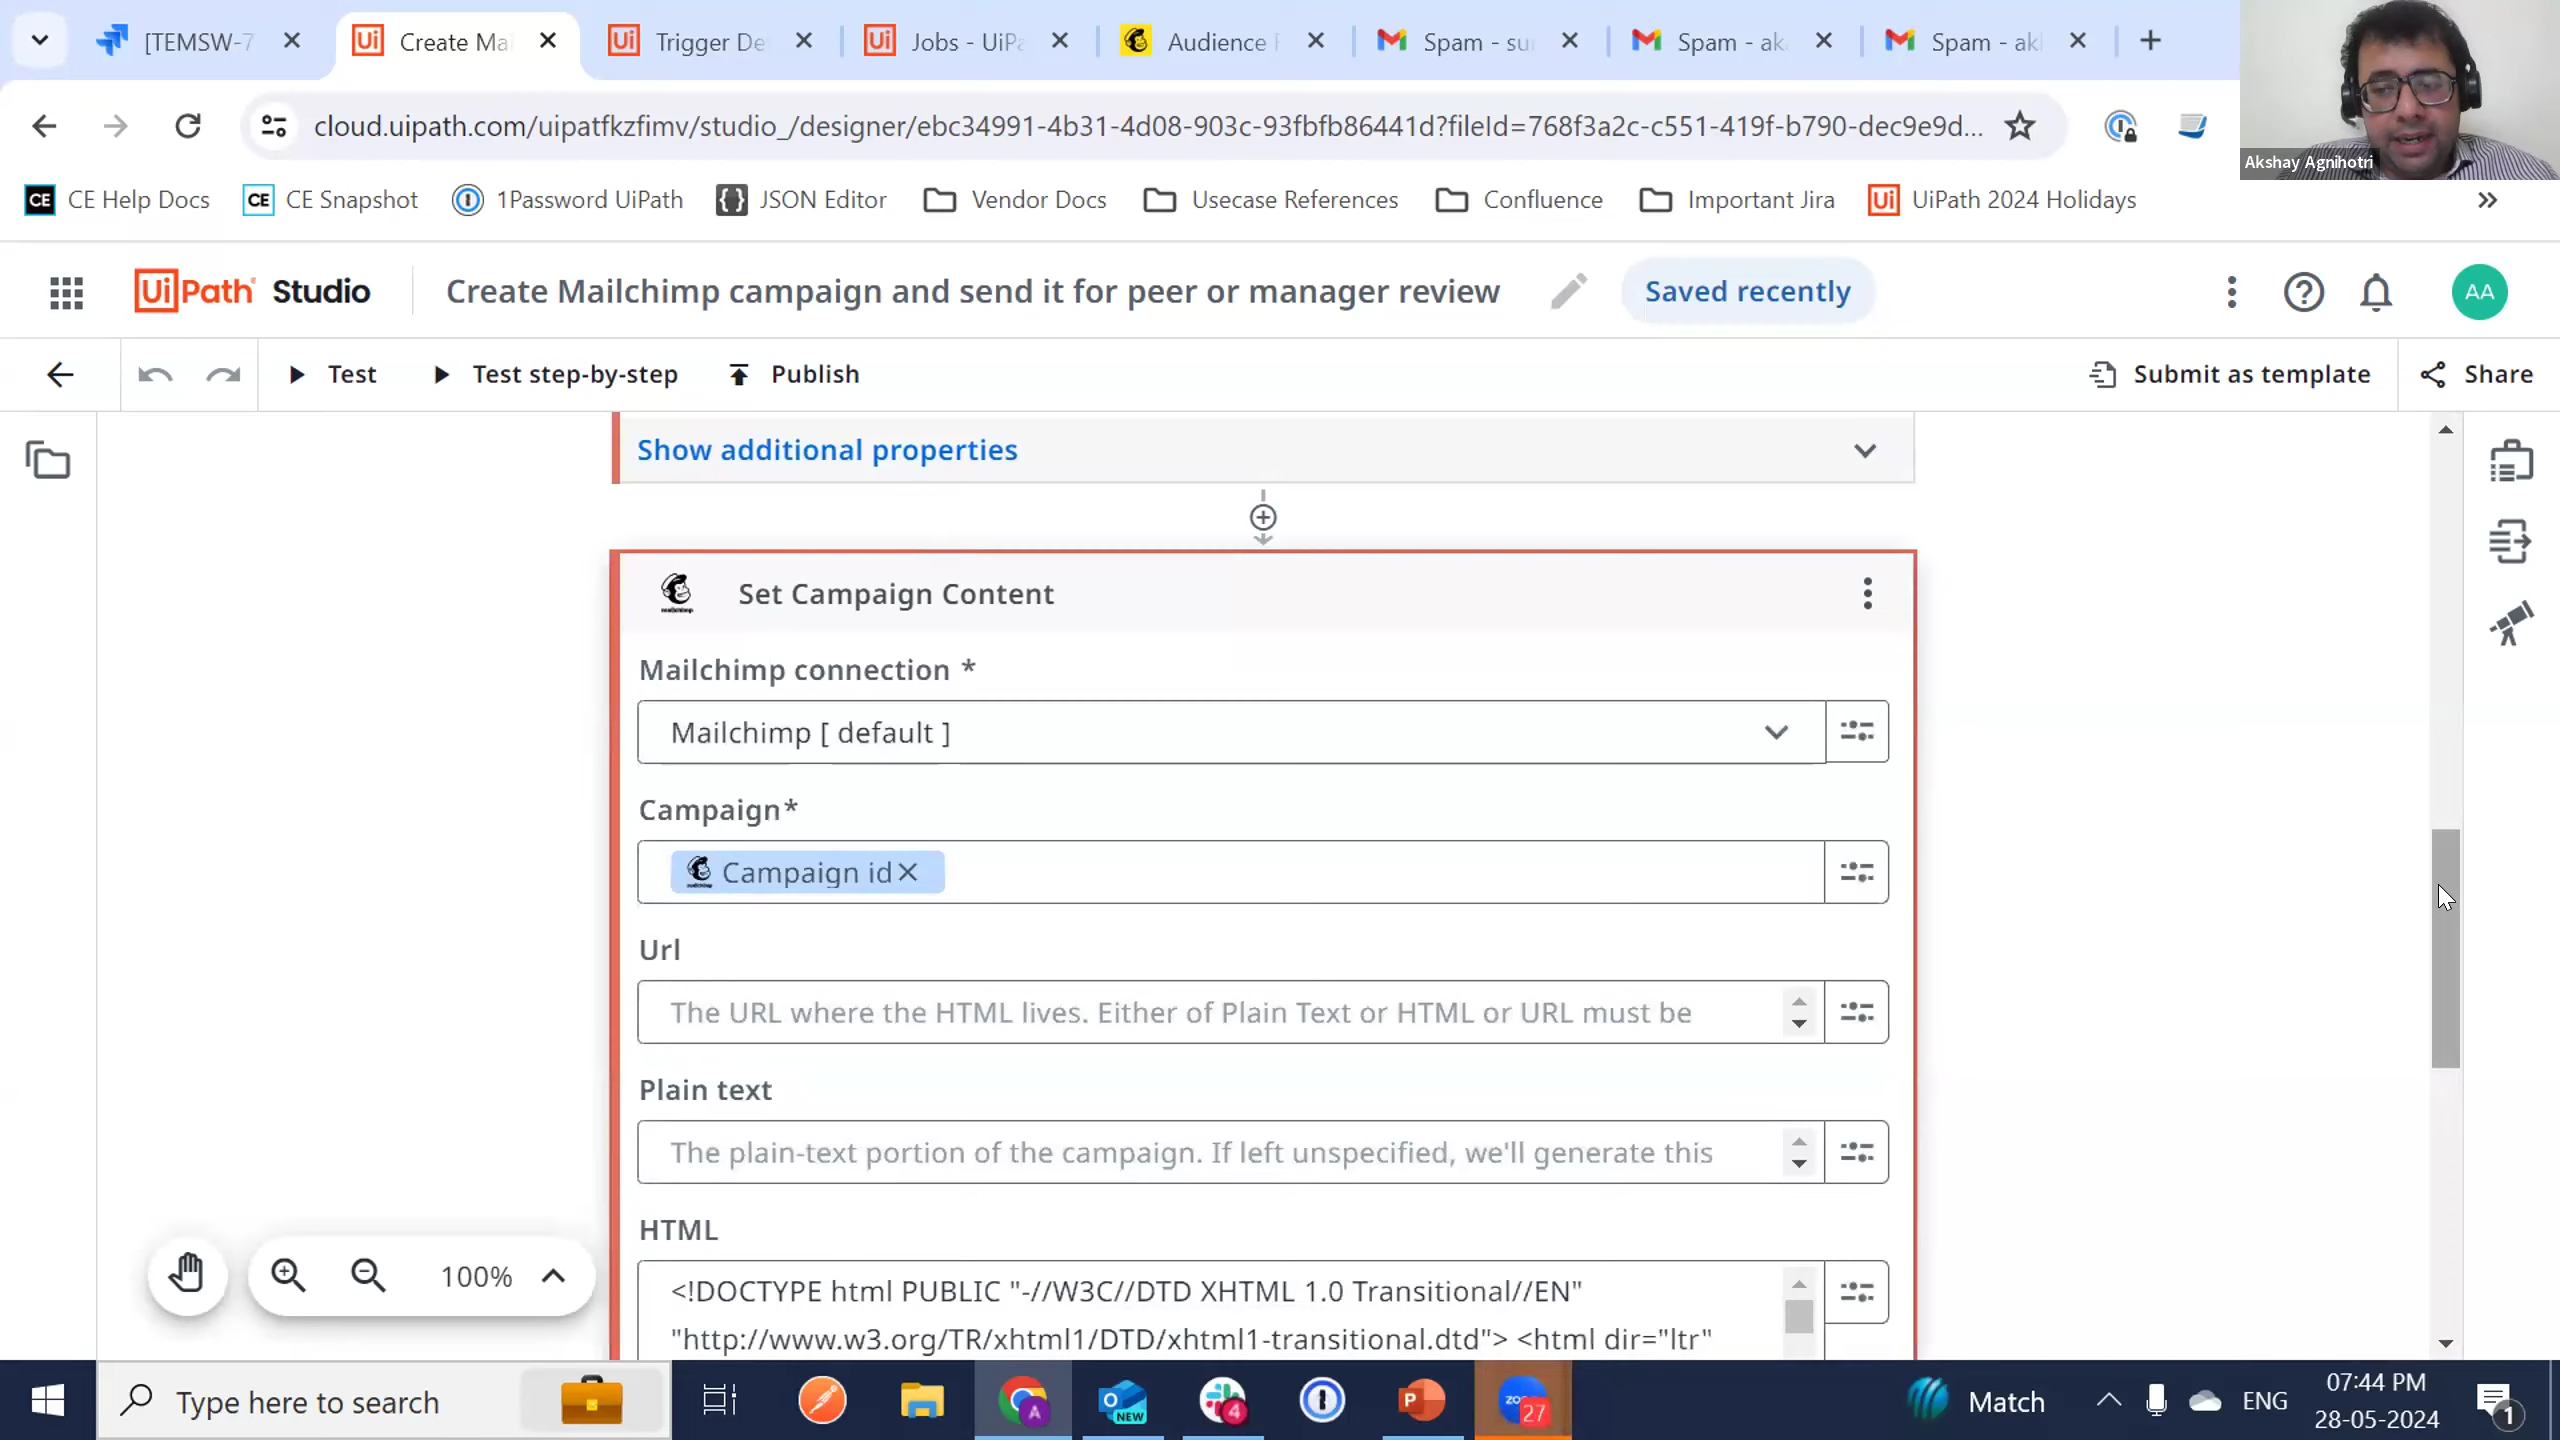 [TEMSW-7
Create Mai
Trigger De
Jobs - UiPa
Audience F
Spam - sur
Spam - ak
Spam - akl
cloud.uipath.com/uipatfkzfimv/studio_/designer/ebc34991-4b31-4d08-903c-93fbfb86441d?fileId=768f3a2c-c551-419f-b790-dec9e9d...
Akshay Agnihotri
CE Help Docs
CE Snapshot
1Password UiPath
JSON Editor
Vendor Docs
Usecase References
Confluence
Important Jira
UiPath 2024 Holidays
UiPath Studio
Create Mailchimp campaign and send it for peer or manager review
Saved recently
AA
Test
Test step-by-step
Publish
Submit as template
Share
Show additional properties
Set Campaign Content
Mailchimp connection *
Mailchimp [ default ]
Campaign*
Campaign id
Url
The URL where the HTML lives. Either of Plain Text or HTML or URL must be
Plain text
The plain-text portion of the campaign. If left unspecified, we'll generate this
HTML
<!DOCTYPE html PUBLIC "-//W3C//DTD XHTML 1.0 Transitional//EN"
"http://www.w3.org/TR/xhtml1/DTD/xhtml1-transitional.dtd"> <html dir="ltr"
100%
Type here to search
A
NEW
4
27
Match
ENG
07:44 PM
28-05-2024
1